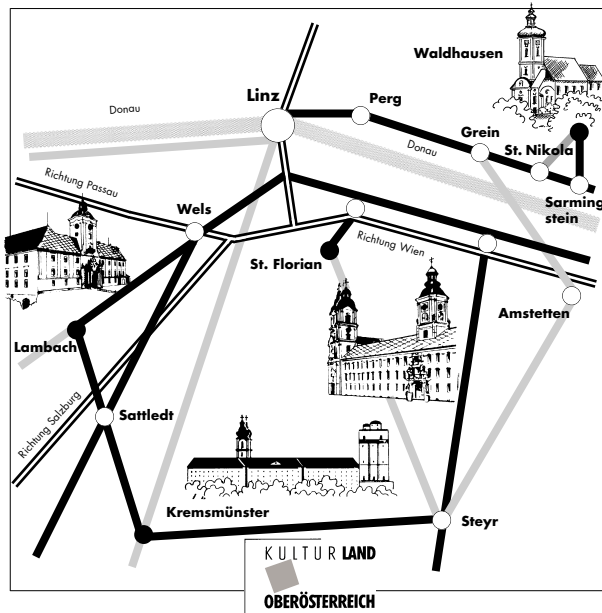 Waldhausen
Linz
Donau
Perg
Grein
St. Nikola
Donau
Richtung Passau
Sarming
stein
Wels
Richtung Wien
St. Florian
Amstetten
Lambach
Richtung Salzburg
Sattledt
Kremsmünster
Steyr
KULTUR LAND
OBERÖSTERREICH